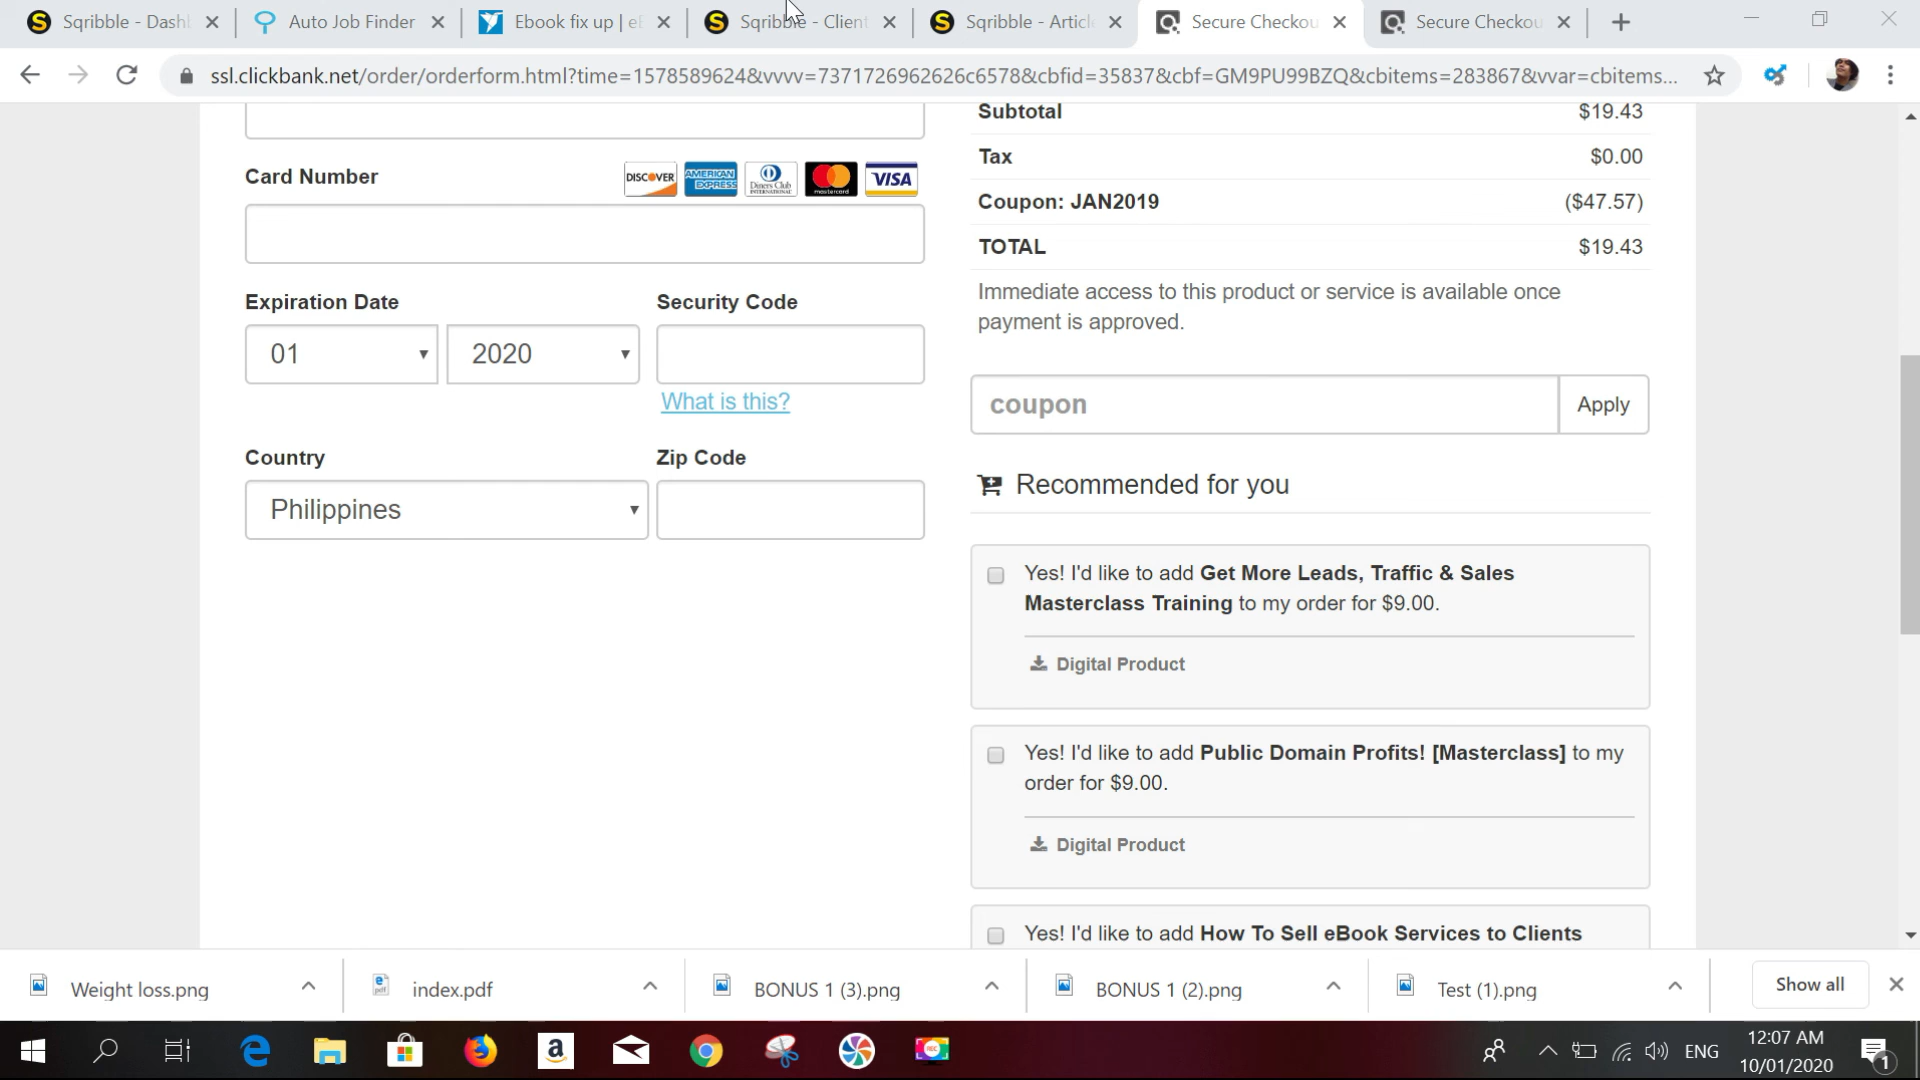 Sqribble - Dashl
Auto Job Finder
Ebook fix up | eE
Sqribble - Client
Sqribble - Article
Secure Checkou
Secure Checkou
ssl.clickbank.net/order/orderform.html?time=1578589624&vvvv=7371726962626c6578&cbfid=35837&cbf=GM9PU99BZQ&cbitems=283867&vvar=cbitems...
Subtotal $19.43
Card Number
DISCOVER AMERICAN EXPRESS Diners Club INTERNATIONAL mastercard VISA
Tax $0.00
Coupon: JAN2019 ($47.57)
TOTAL $19.43
Immediate access to this product or service is available once
payment is approved.
Expiration Date
Security Code
01
2020
What is this?
coupon
Apply
Country
Zip Code
Philippines
Recommended for you
Yes! I'd like to add Get More Leads, Traffic & Sales
Masterclass Training to my order for $9.00.
Digital Product
Yes! I'd like to add Public Domain Profits! [Masterclass] to my
order for $9.00.
Digital Product
Yes! I'd like to add How To Sell eBook Services to Clients
Weight loss.png
index.pdf
BONUS 1 (3).png
BONUS 1 (2).png
Test (1).png
Show all
ENG
12:07 AM
10/01/2020
1